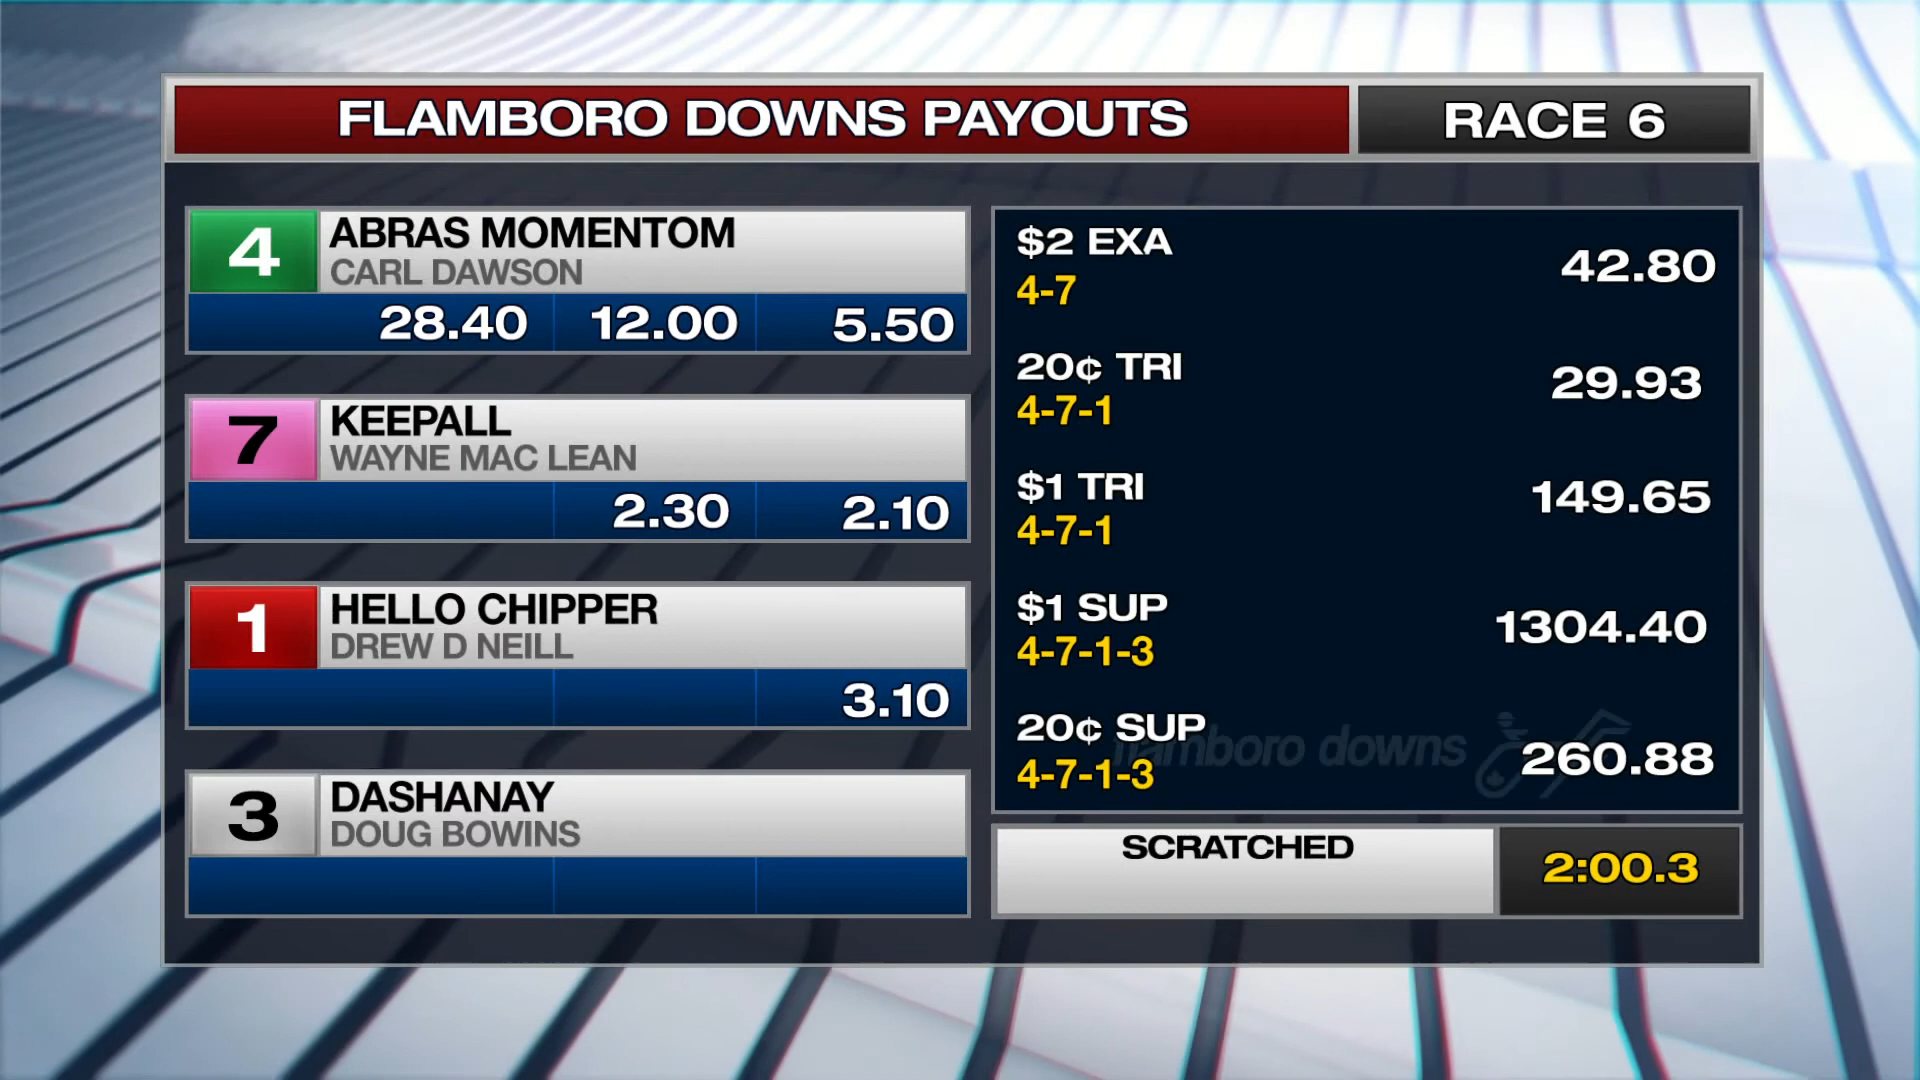 FLAMBORO DOWNS PAYOUTS
RACE 6
4
ABRAS MOMENTOM
CARL DAWSON
28.40 12.00 5.50
7
KEEPALL
WAYNE MAC LEAN
2.30 2.10
1
HELLO CHIPPER
DREW D NEILL
3.10
3
DASHANAY
DOUG BOWINS
$2 EXA
4-7
42.80
20¢ TRI
4-7-1
29.93
$1 TRI
4-7-1
149.65
$1 SUP
4-7-1-3
1304.40
20¢ SUP
4-7-1-3
260.88
flamboro downs
SCRATCHED
2:00.3